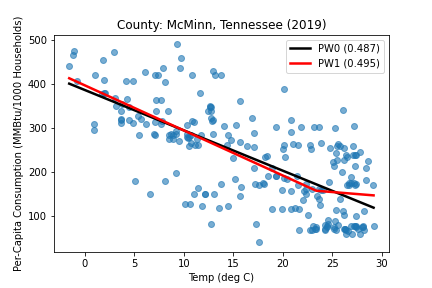 County: McMinn, Tennessee (2019)
PW0 (0.487)
PW1 (0.495)
Per-Capita Consumption (MMBtu/1000 Households)
500
400
300
200
100
0 5 10 15 20 25 30
Temp (deg C)